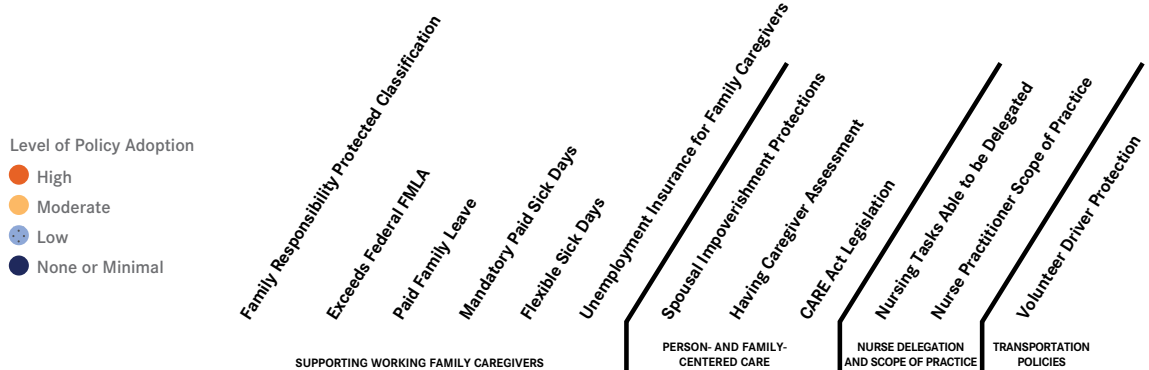 Level of Policy Adoption
High
Moderate
Low
None or Minimal
Family Responsibility Protected Classification
Exceeds Federal FMLA
Paid Family Leave
Mandatory Paid Sick Days
Flexible Sick Days
Unemployment Insurance for Family Caregivers
Spousal Impoverishment Protections
Having Caregiver Assessment
CARE Act Legislation
Nursing Tasks Able to be Delegated
Nurse Practitioner Scope of Practice
Volunteer Driver Protection
SUPPORTING WORKING FAMILY CAREGIVERS
PERSON- AND FAMILY-
CENTERED CARE
NURSE DELEGATION
AND SCOPE OF PRACTICE
TRANSPORTATION
POLICIES